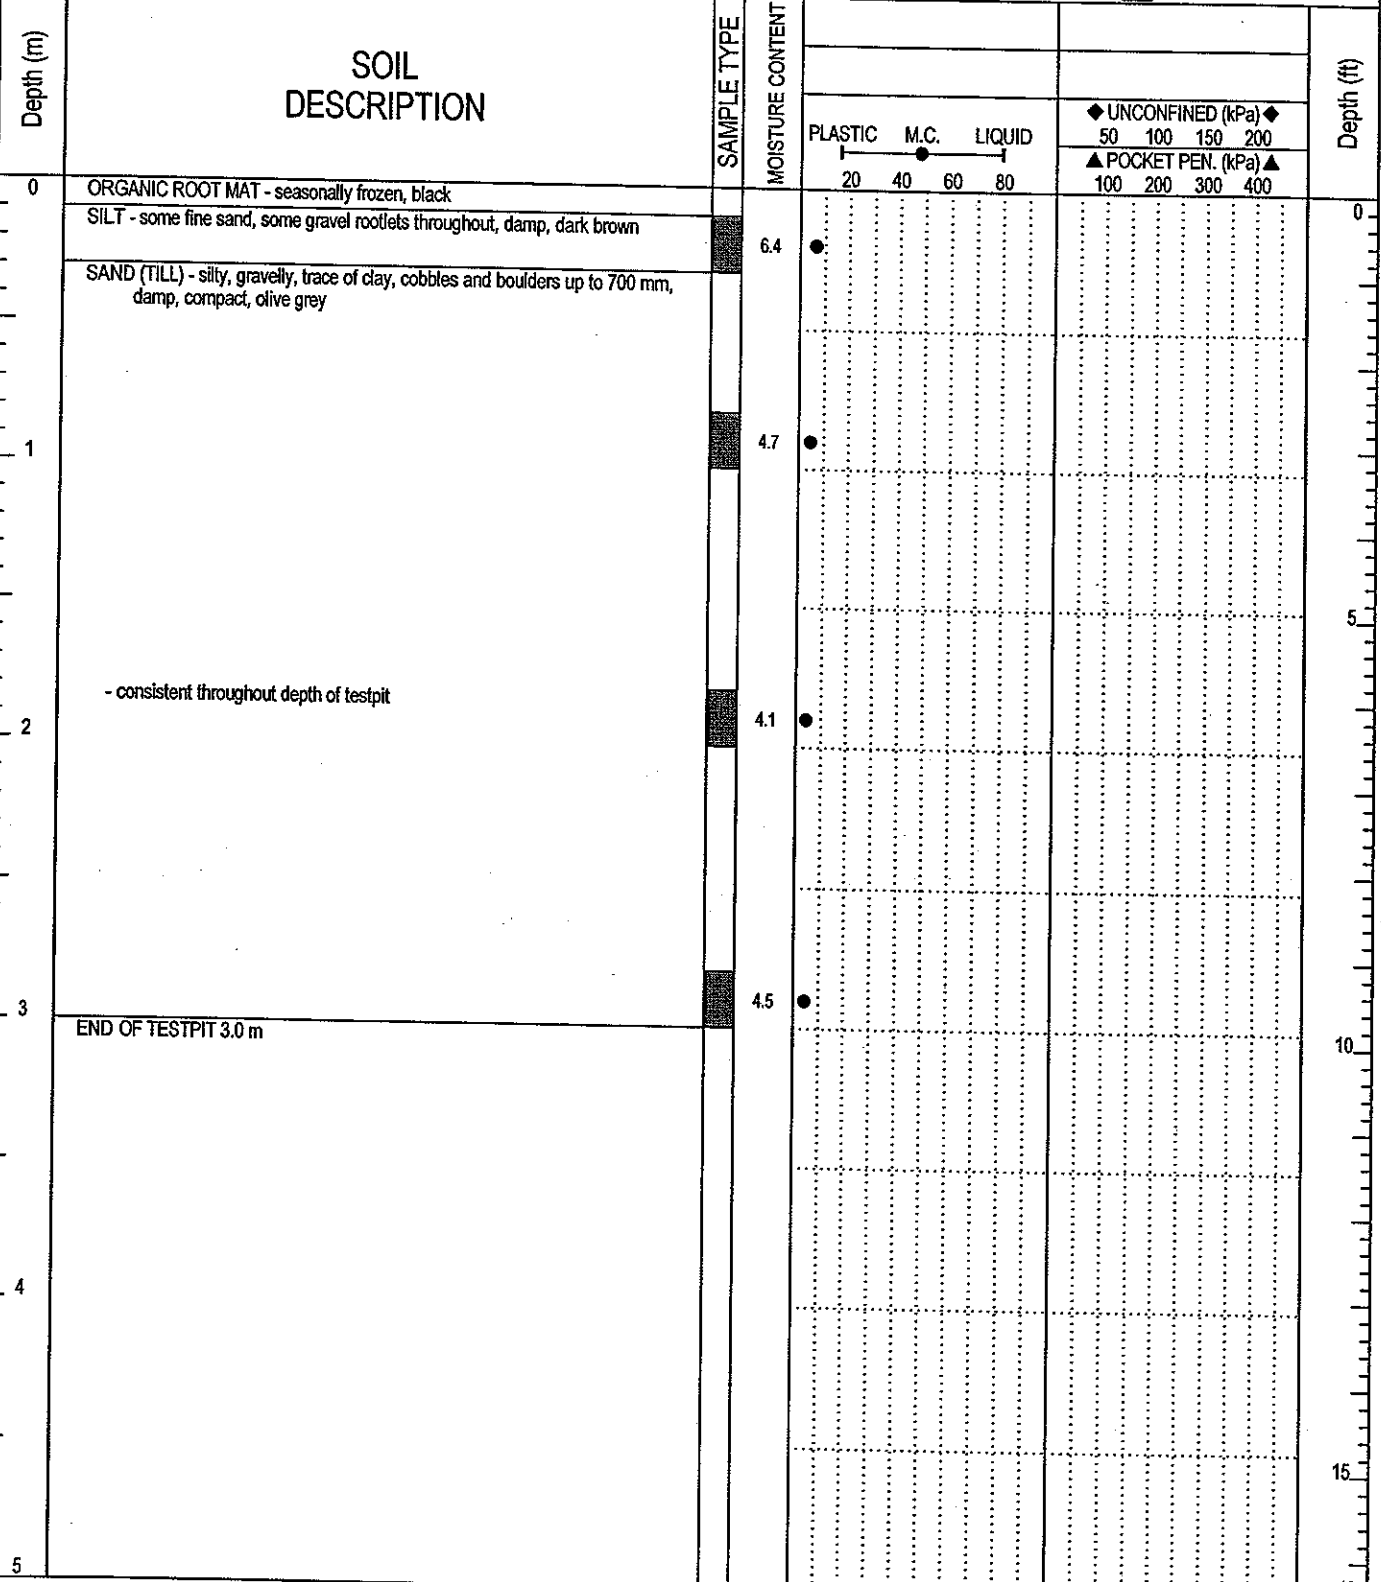 Depth (m)
SOIL
DESCRIPTION
SAMPLE TYPE
MOISTURE CONTENT
PLASTIC M.C. LIQUID
20 40 60 80
◆ UNCONFINED (kPa) ◆
50 100 150 200
▲ POCKET PEN. (kPa) ▲
100 200 300 400
Depth (ft)
0
ORGANIC ROOT MAT - seasonally frozen, black
0
SILT - some fine sand, some gravel rootlets throughout, damp, dark brown
6.4
SAND (TILL) - silty, gravelly, trace of clay, cobbles and boulders up to 700 mm,
damp, compact, olive grey
1
4.7
5
- consistent throughout depth of testpit
2
4.1
3
4.5
END OF TESTPIT 3.0 m
10
4
15
5